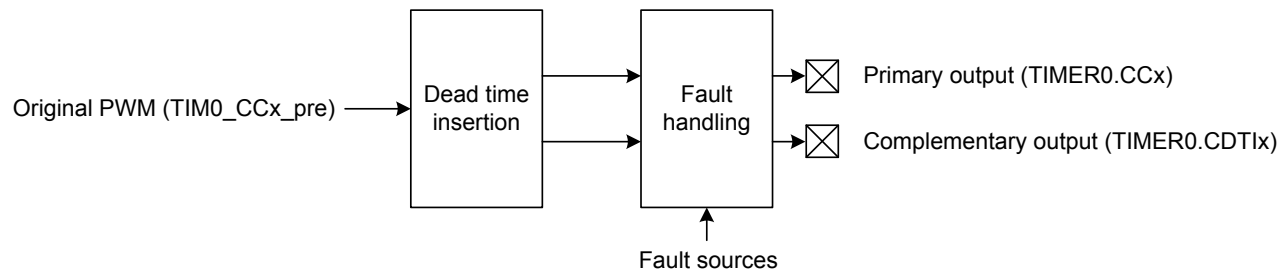 Original PWM (TIM0_CCx_pre)
Dead time
insertion
Fault
handling
Primary output (TIMER0.CCx)
Complementary output (TIMER0.CDTIx)
Fault sources